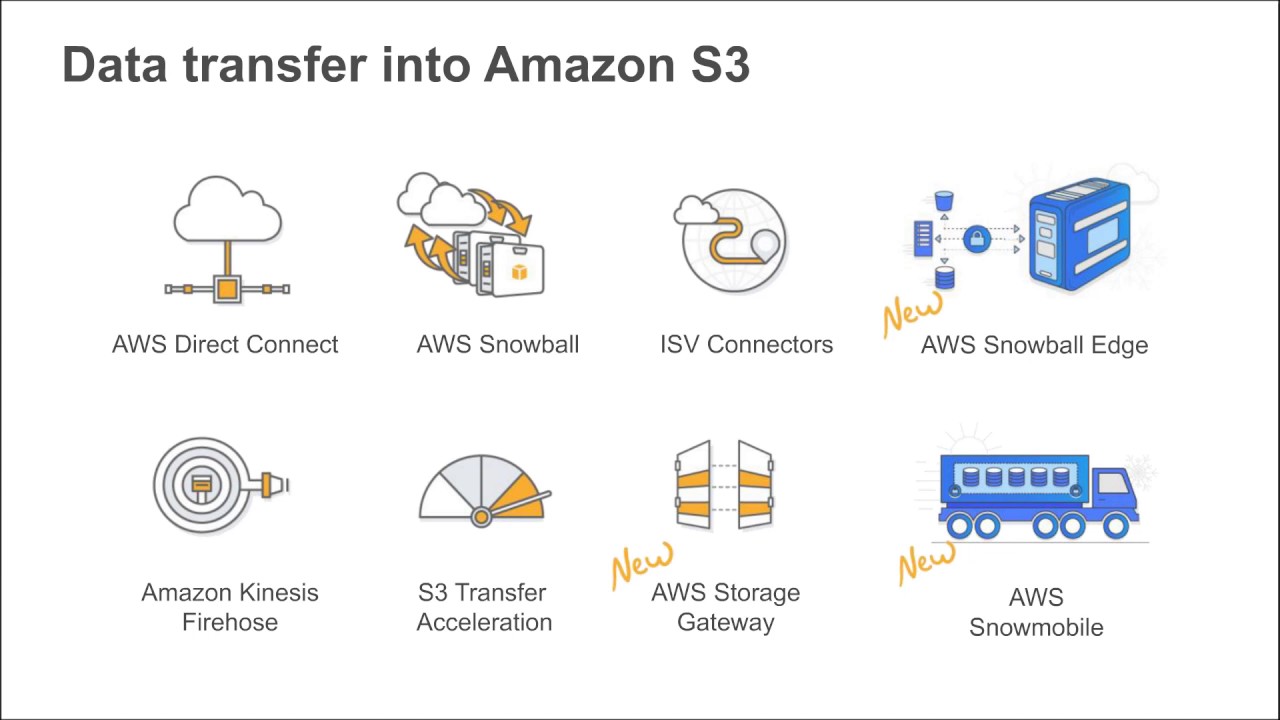 Data transfer into Amazon S3
AWS Direct Connect
AWS Snowball
ISV Connectors
New
AWS Snowball Edge
Amazon Kinesis
Firehose
S3 Transfer
Acceleration
New
AWS Storage
Gateway
New
AWS
Snowmobile